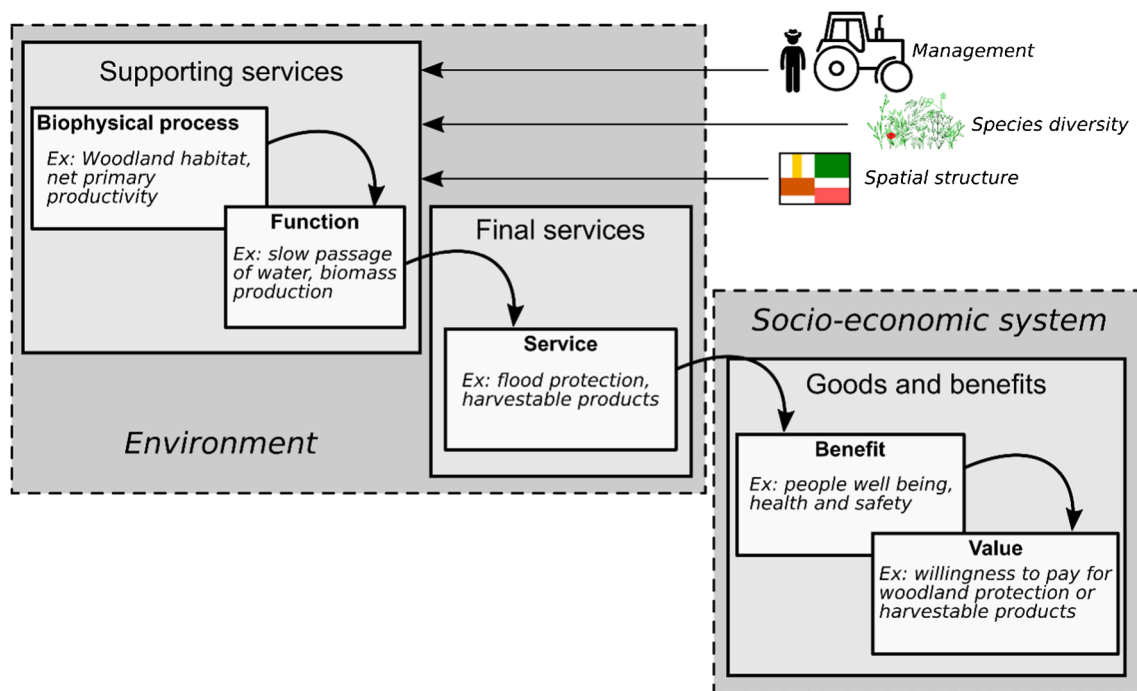 Supporting services
Biophysical process
Ex: Woodland habitat,
net primary
productivity
Function
Ex: slow passage
of water, biomass
production
Management
Species diversity
Spatial structure
Final services
Service
Ex: flood protection,
harvestable products
Environment
Socio-economic system
Goods and benefits
Benefit
Ex: people well being,
health and safety
Value
Ex: willingness to pay for
woodland protection or
harvestable products